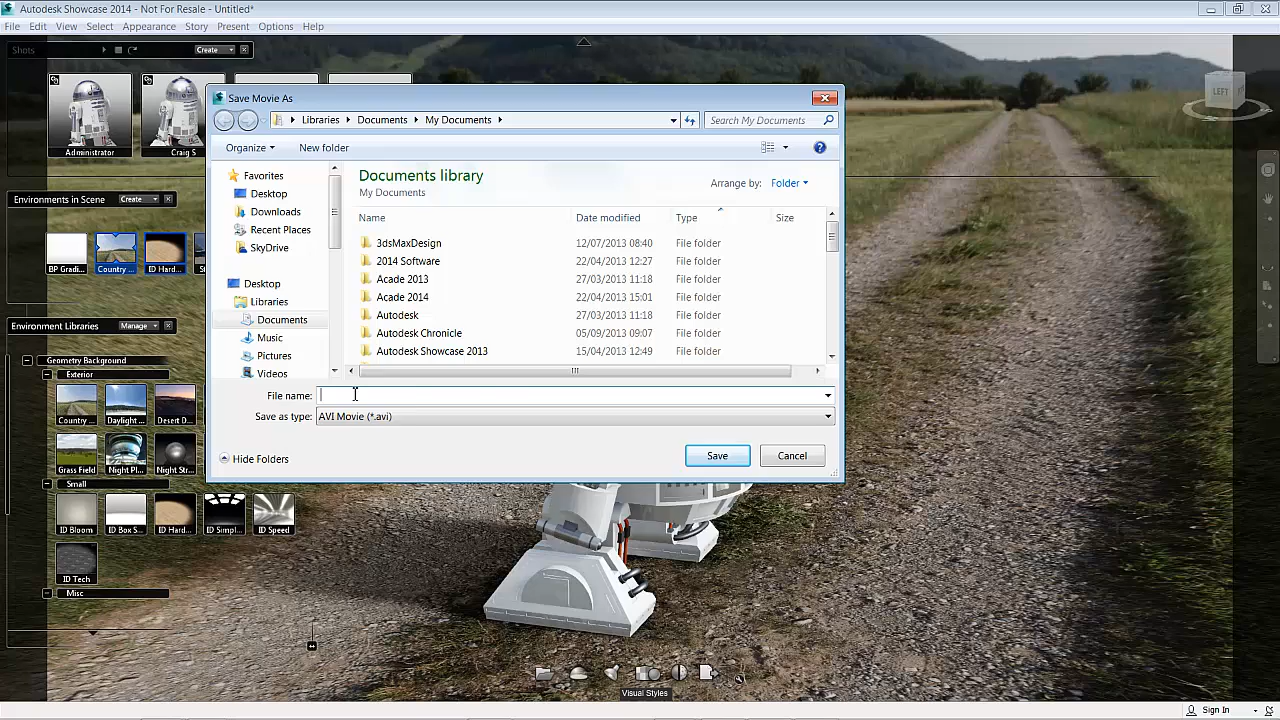 Autodesk Showcase 2014 - Not For Resale - Untitled*
File Edit View Select Appearance Story Present Options Help
Shots Create
Administrator Craig S
Save Movie As
Libraries Documents My Documents Search My Documents
Organize New folder
Favorites
Desktop
Downloads
Recent Places
SkyDrive
Desktop
Libraries
Documents
Music
Pictures
Videos
Documents library
My Documents
Arrange by: Folder
Name Date modified Type Size
3dsMaxDesign 12/07/2013 08:40 File folder
2014 Software 22/04/2013 12:27 File folder
Acade 2013 27/03/2013 11:18 File folder
Acade 2014 22/04/2013 15:01 File folder
Autodesk 27/03/2013 11:18 File folder
Autodesk Chronicle 05/09/2013 09:07 File folder
Autodesk Showcase 2013 15/04/2013 12:49 File folder
File name:
Save as type: AVI Movie (*.avi)
Hide Folders Save Cancel
LEFT
Environments in Scene Create
BP Gradi... Country ... ID Hard...
Environment Libraries Manage
Geometry Background
Exterior
Country ... Daylight ... Desert D...
Grass Field Night Pl... Night Str...
Small
ID Bloom ID Box S... ID Hard... ID Simpl... ID Speed
ID Tech
Misc
Visual Styles
Sign In